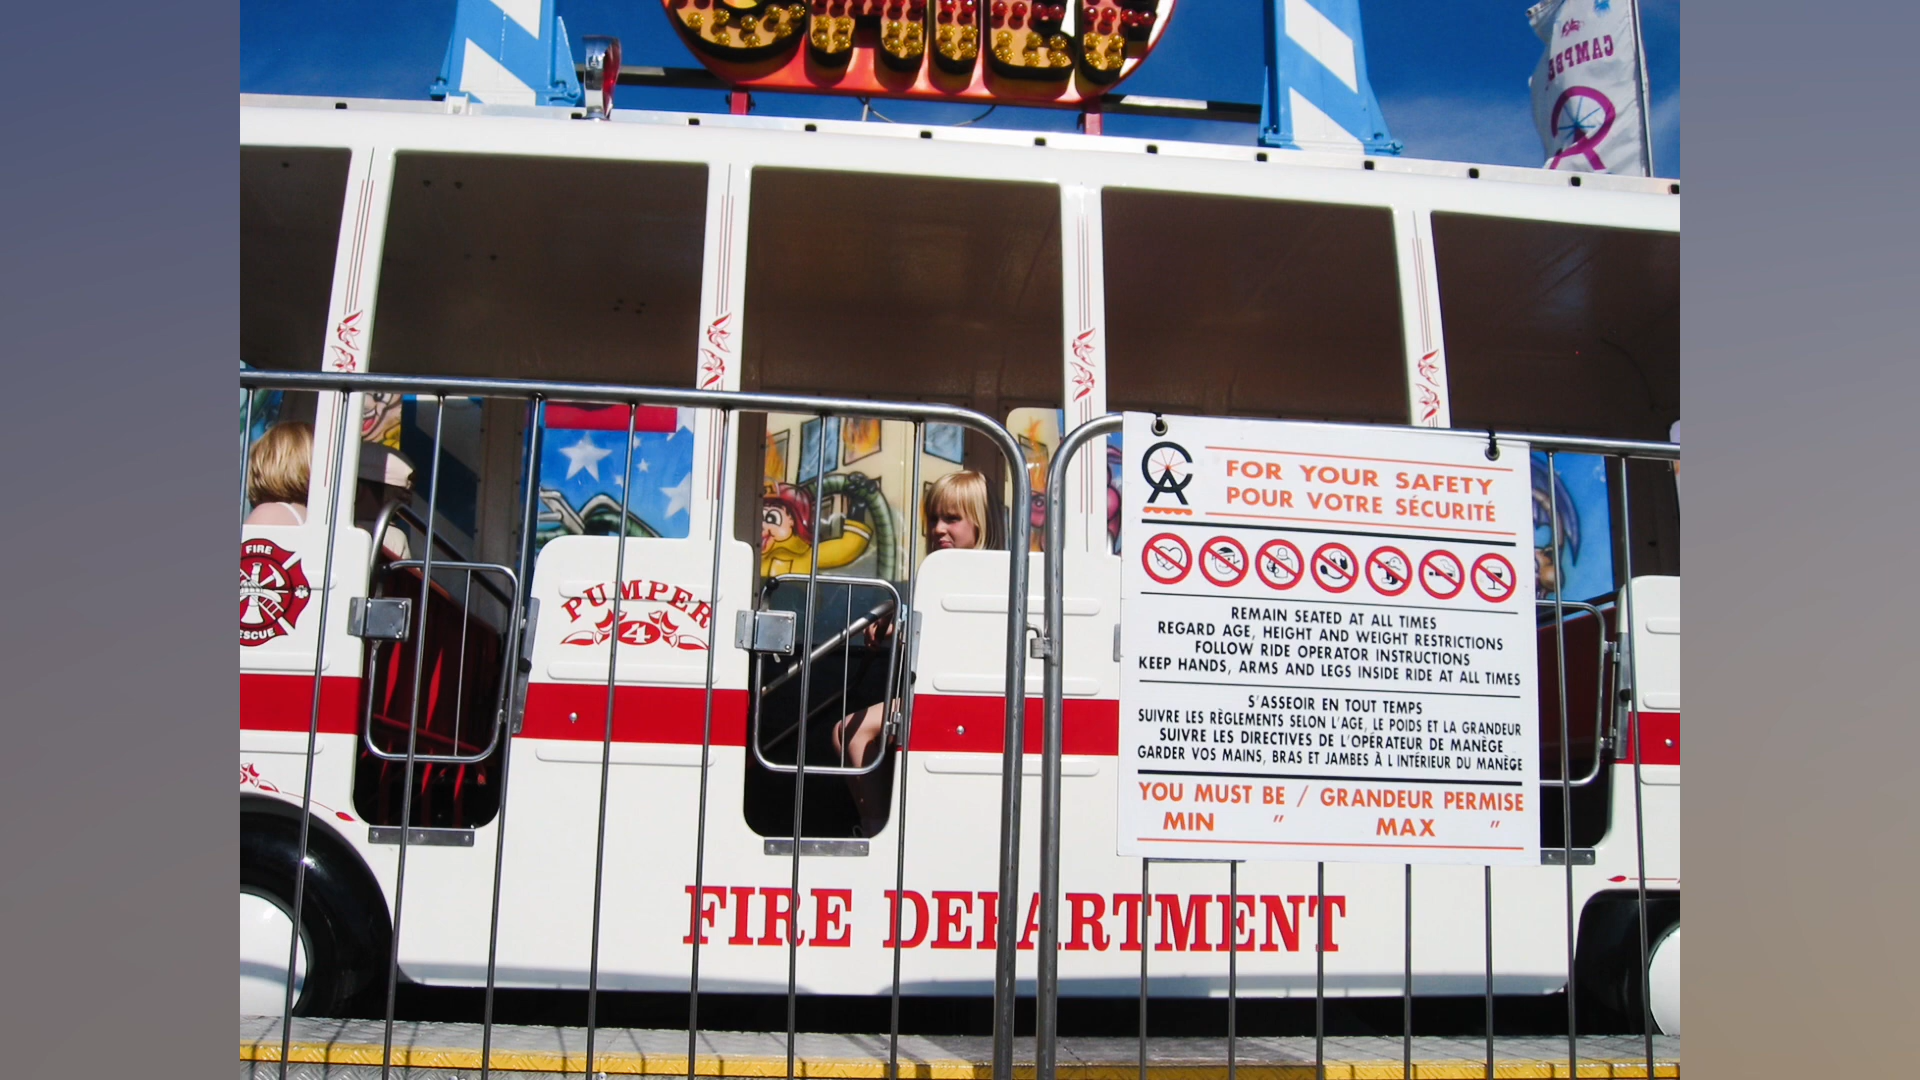 CAMPBE
FIRE
ESCUE
PUMPER
4
FOR YOUR SAFETY
POUR VOTRE SÉCURITÉ
REMAIN SEATED AT ALL TIMES
REGARD AGE, HEIGHT AND WEIGHT RESTRICTIONS
FOLLOW RIDE OPERATOR INSTRUCTIONS
KEEP HANDS, ARMS AND LEGS INSIDE RIDE AT ALL TIMES
S'ASSEOIR EN TOUT TEMPS
SUIVRE LES RÈGLEMENTS SELON L'AGE, LE POIDS ET LA GRANDEUR
SUIVRE LES DIRECTIVES DE L'OPÉRATEUR DE MANÈGE
GARDER VOS MAINS, BRAS ET JAMBES À L'INTÉRIEUR DU MANÈGE
YOU MUST BE / GRANDEUR PERMISE
MIN " MAX "
FIRE DEPARTMENT